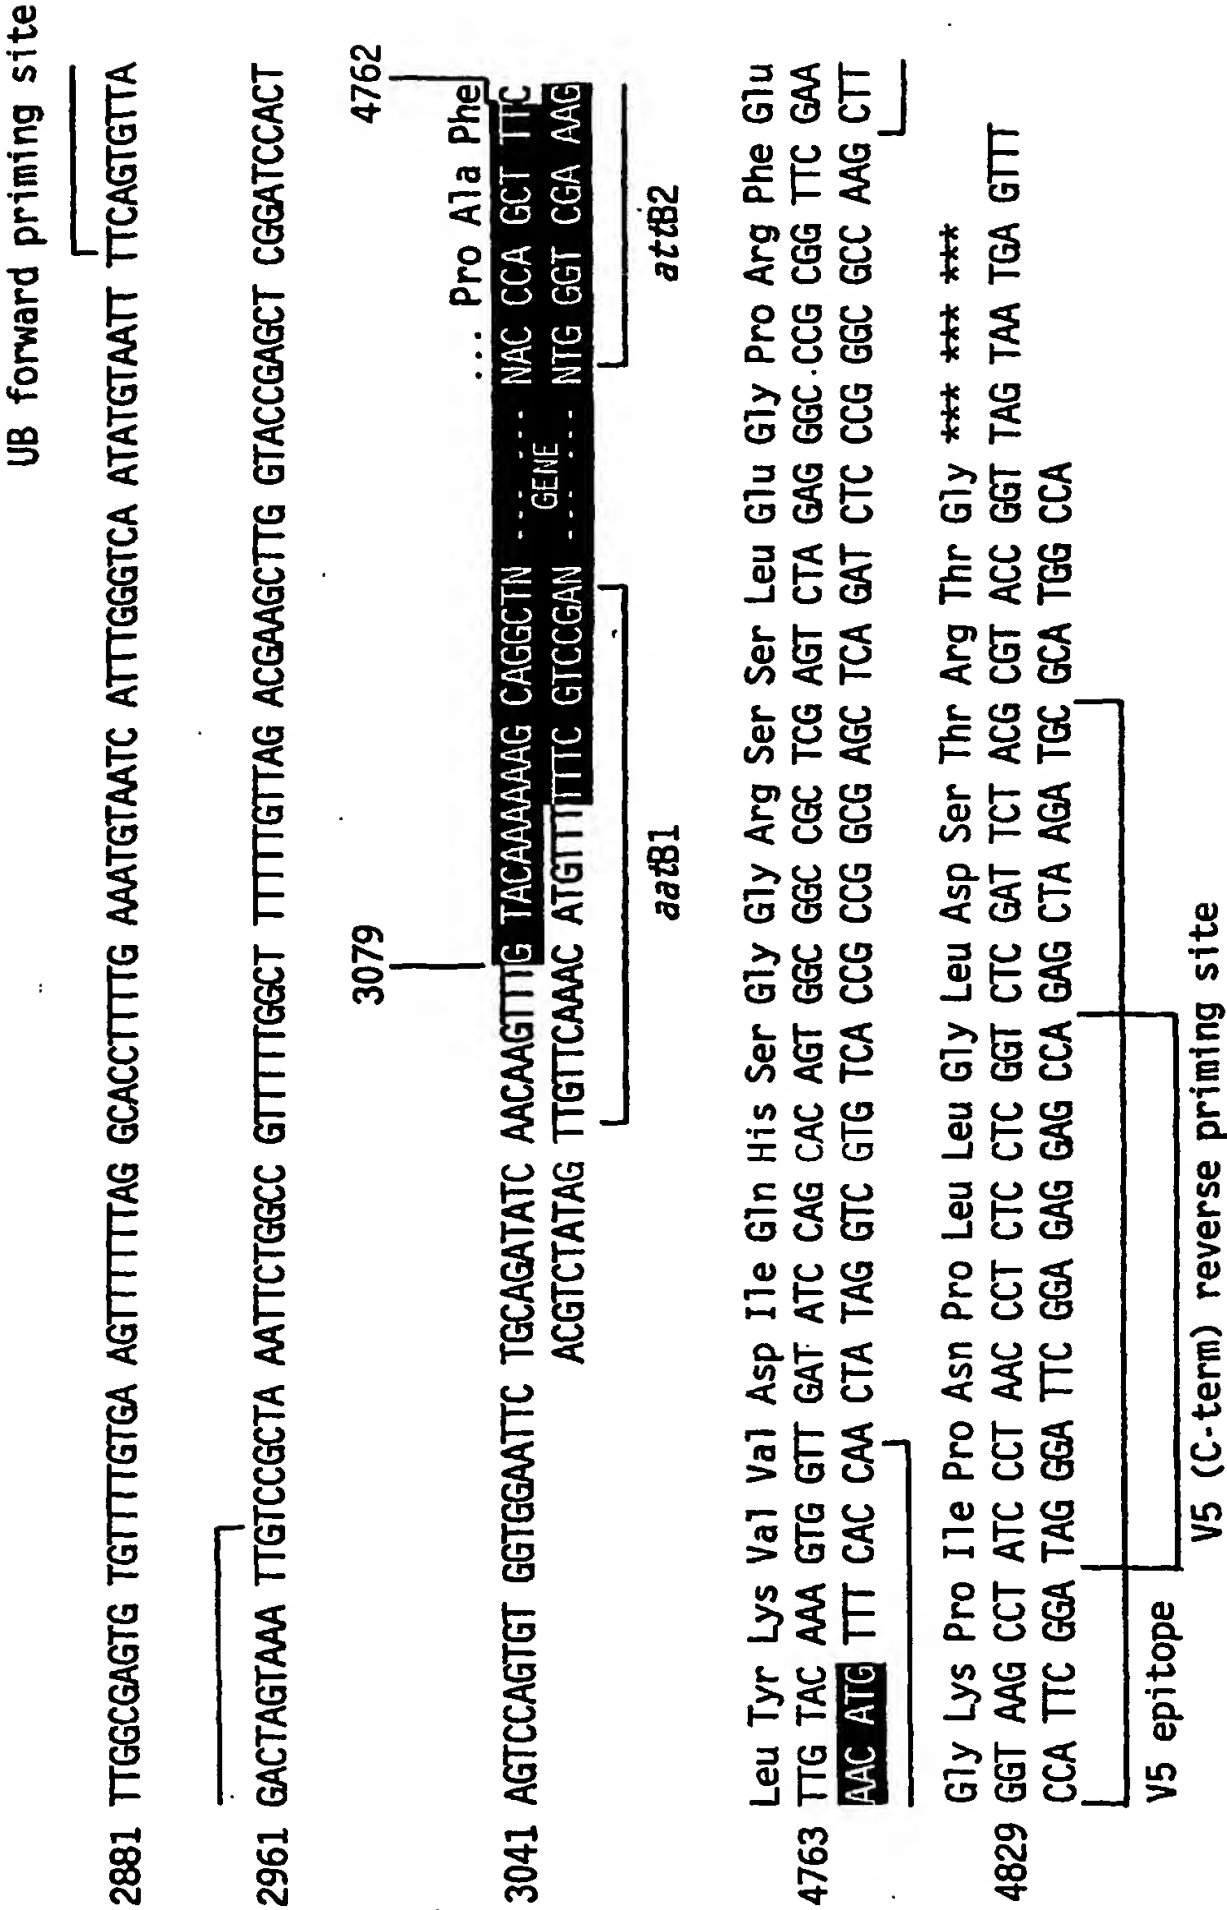 UB forward priming site
2881 TTGGCGAGTG TGTTTTGTGA AGTTTTTTAG GCACCTTTTG AAATGTAATC ATTTGGGTCA ATATGTAATT TTCAGTGTTA
2961 GACTAGTAAA TTGTCCGCTA AATTCTGGCC GTTTTTGGCT TTTTTGTTAG ACGAAGCTTG GTACCGAGCT CGGATCCACT
3079
4762
... Pro Ala Phe
3041 AGTCCAGTGT GGTGGAATTC TGCAGATATC AACAAGTTTG TACAAAAAAG CAGGCTN ... ... NAC CCA GCT TTC
GENE
ACGTCTATAG TTGTTCAAAC ATGTTTTTTC GTCCGAN ... ... NTG GGT CGA AAG
aatB1
attB2
Leu Tyr Lys Val Val Asp Ile Gln His Ser Gly Gly Arg Ser Ser Leu Glu Gly Pro Arg Phe Glu
4763 TTG TAC AAA GTG GTT GAT ATC CAG CAC AGT GGC GGC CGC TCG AGT CTA GAG GGC CCG CGG TTC GAA
AAC ATG TTT CAC CAA CTA TAG GTC GTG TCA CCG CCG GCG AGC TCA GAT CTC CCG GGC GCC AAG CTT
Gly Lys Pro Ile Pro Asn Pro Leu Leu Gly Leu Asp Ser Thr Arg Thr Gly *** *** ***
4829 GGT AAG CCT ATC CCT AAC CCT CTC CTC GGT CTC GAT TCT ACG CGT ACC GGT TAG TAA TGA GTTT
CCA TTC GGA TAG GGA TTC GGA GAG GAG CCA GAG CTA AGA TGC GCA TGG CCA
V5 epitope
V5 (C-term) reverse priming site